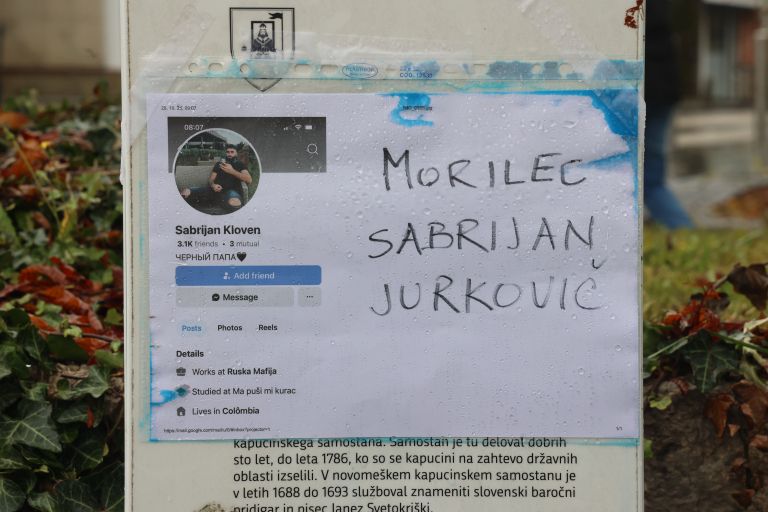 08:07
Sabrijan Kloven
3.1K friends • 3 mutual
ЧЕРНЫЙ ПАПА🖤
Add friend
Message
Posts Photos Reels
Details
Works at Ruska Mafija
Studied at Ma puši mi kurac
Lives in Colômbia
1/1
MORILEC
SABRIJAN
JURKOVIČ
kapucinskega samostana. Samostan je tu deloval dobrih
sto let, do leta 1786, ko so se kapucini na zahtevo državnih
oblasti izselili. V novomeškem kapucinskem samostanu je
v letih 1688 do 1693 služboval znameniti slovenski baročni
pridigar in pisec Janez Svetokriški.